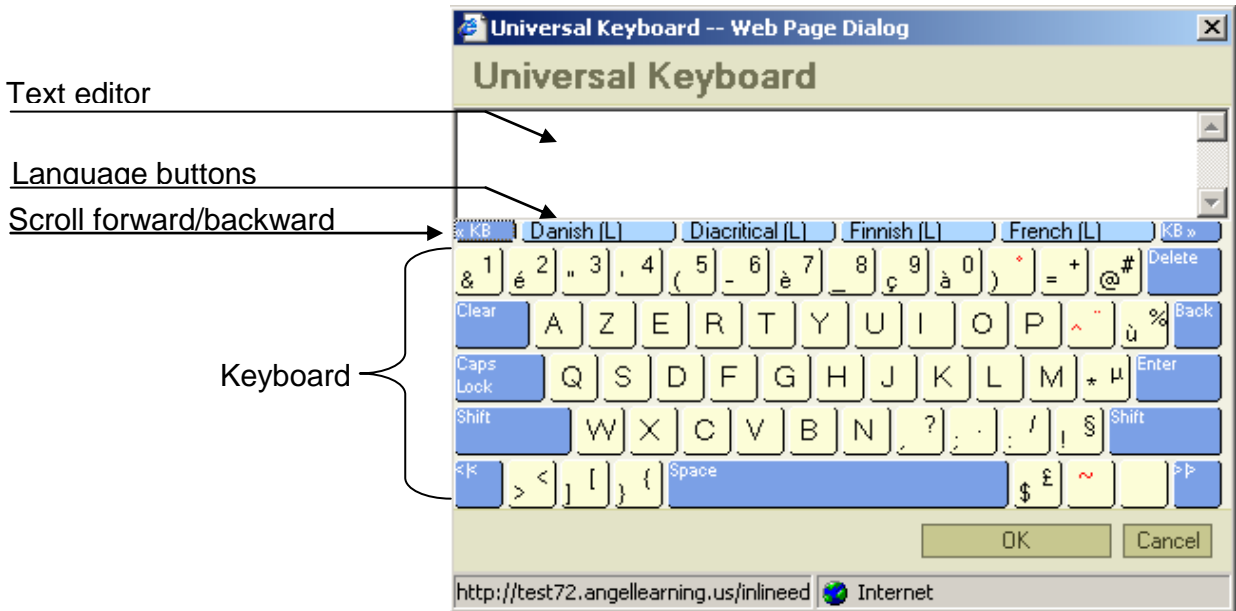 Universal Keyboard -- Web Page Dialog
Universal Keyboard
Text editor
Language buttons
Scroll forward/backward
« KB Danish (L) Diacritical (L) Finnish (L) French (L) KB »
& 1 é 2 " 3 ' 4 ( 5 - 6 è 7 _ 8 ç 9 à 0 ) ° = + @ # Delete
Clear A Z E R T Y U I O P ^ ¨ ù % Back
Keyboard
Caps Lock Q S D F G H J K L M * µ Enter
Shift W X C V B N , ? ; . : / ! § Shift
<|< > < ] [ } { Space $ £ ~ >|>
OK Cancel
http://test72.angellearning.us/inlineed Internet